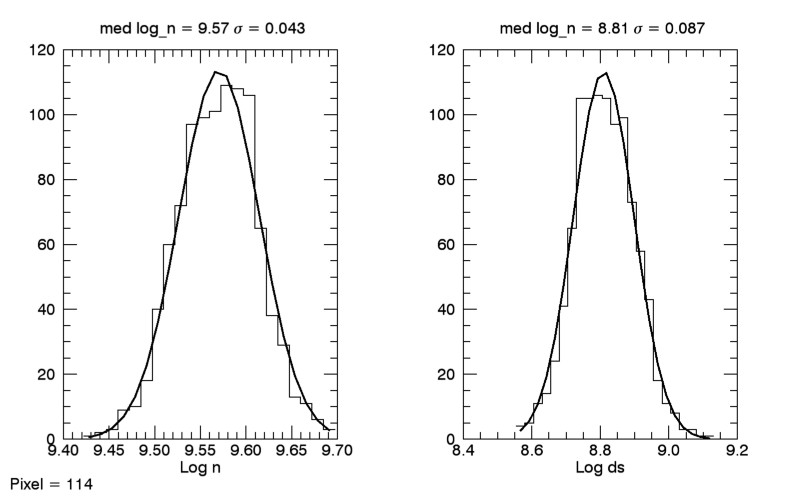 med log_n = 9.57 σ = 0.043
med log_n = 8.81 σ = 0.087
120
100
80
60
40
20
0
9.40 9.45 9.50 9.55 9.60 9.65 9.70
Log n
120
100
80
60
40
20
0
8.4 8.6 8.8 9.0 9.2
Log ds
Pixel = 114